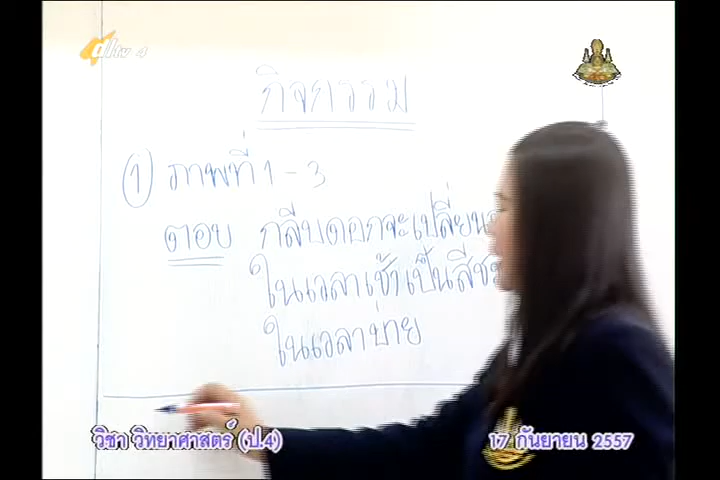 กิจกรรม
① ภาพที่ 1 - 3
ตอบ กลีบดอกจะเปลี่ยน
ในเวลาเช้าเป็นสี
ในเวลาบ่าย
วิชา วิทยาศาสตร์ (ป.4)
17 กันยายน 2557